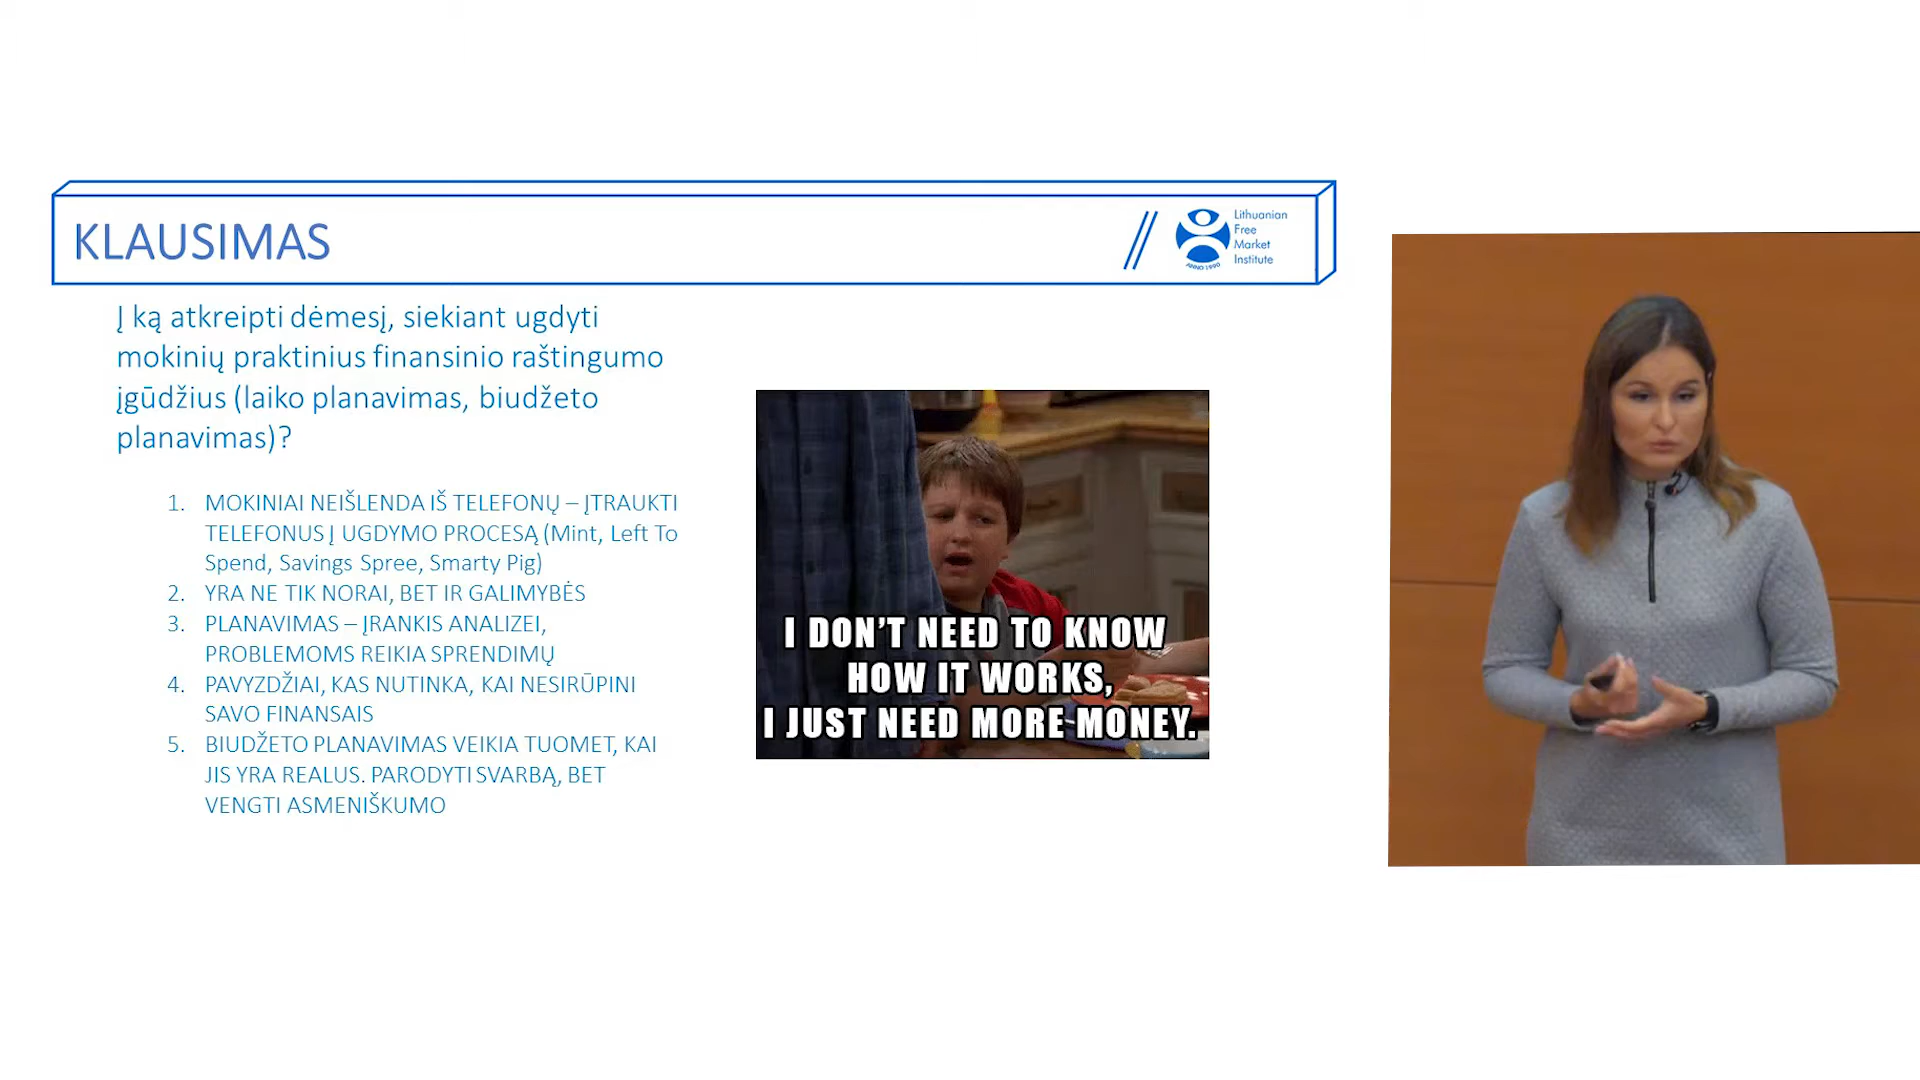 KLAUSIMAS
Lithuanian
Free
Market
Institute
ANNO 1990
Į ką atkreipti dėmesį, siekiant ugdyti
mokinių praktinius finansinio raštingumo
įgūdžius (laiko planavimas, biudžeto
planavimas)?
1. MOKINIAI NEIŠLENDA IŠ TELEFONŲ – ĮTRAUKTI
TELEFONUS Į UGDYMO PROCESĄ (Mint, Left To
Spend, Savings Spree, Smarty Pig)
2. YRA NE TIK NORAI, BET IR GALIMYBĖS
3. PLANAVIMAS – ĮRANKIS ANALIZEI,
PROBLEMOMS REIKIA SPRENDIMŲ
4. PAVYZDŽIAI, KAS NUTINKA, KAI NESIRŪPINI
SAVO FINANSAIS
5. BIUDŽETO PLANAVIMAS VEIKIA TUOMET, KAI
JIS YRA REALUS. PARODYTI SVARBĄ, BET
VENGTI ASMENIŠKUMO
I DON'T NEED TO KNOW
HOW IT WORKS,
I JUST NEED MORE MONEY.